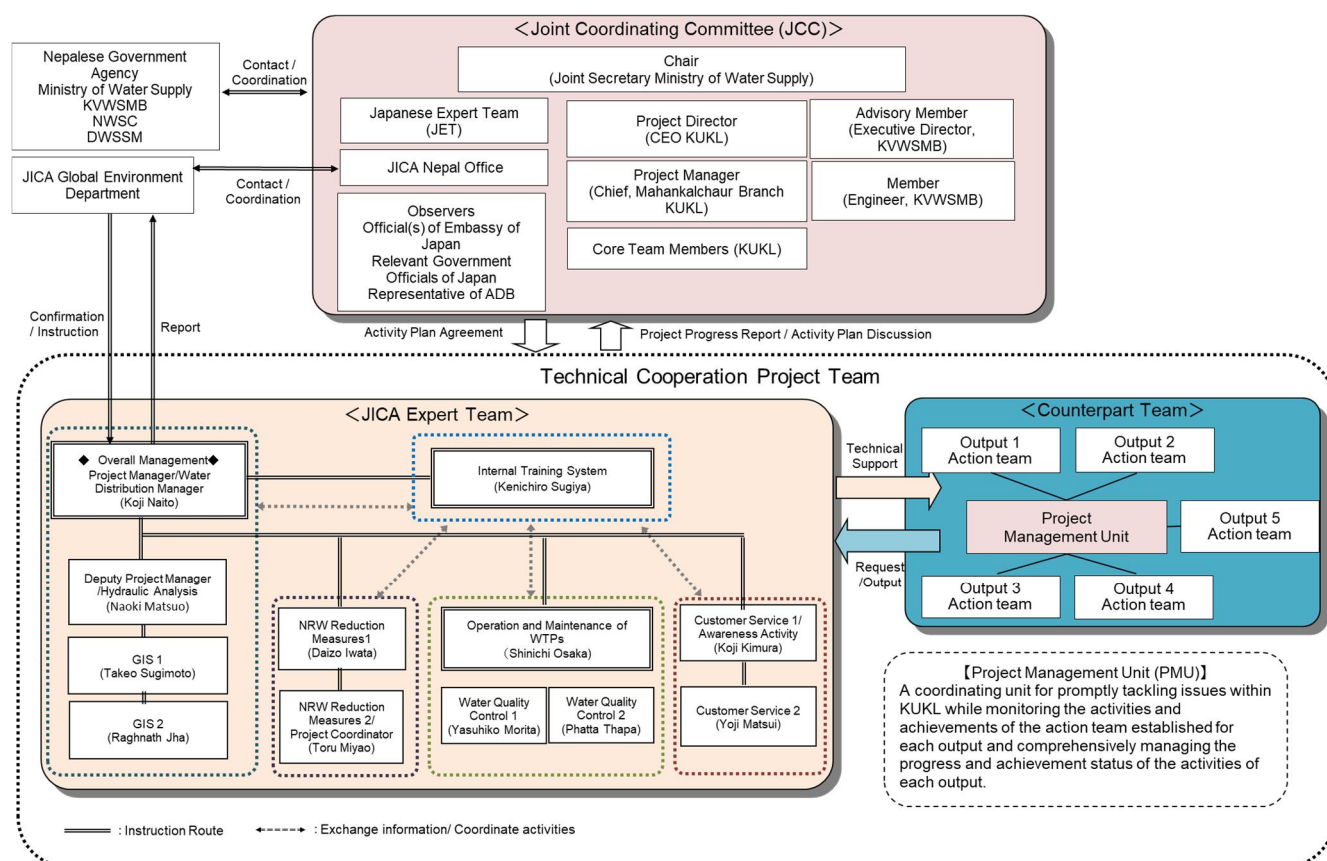 <Joint Coordinating Committee (JCC)>
Nepalese Government
Agency
Ministry of Water Supply
KVWSMB
NWSC
DWSSM
Contact /
Coordination
Chair
(Joint Secretary Ministry of Water Supply)
Japanese Expert Team
(JET)
Project Director
(CEO KUKL)
Advisory Member
(Executive Director,
KVWSMB)
JICA Global Environment
Department
Contact /
Coordination
JICA Nepal Office
Project Manager
(Chief, Mahankalchaur Branch
KUKL)
Member
(Engineer, KVWSMB)
Observers
Official(s) of Embassy of
Japan
Relevant Government
Officials of Japan
Representative of ADB
Core Team Members (KUKL)
Confirmation
/ Instruction
Report
Activity Plan Agreement
Project Progress Report / Activity Plan Discussion
Technical Cooperation Project Team
<JICA Expert Team>
◆ Overall Management◆
Project Manager/Water
Distribution Manager
(Koji Naito)
Internal Training System
(Kenichiro Sugiya)
Deputy Project Manager
/Hydraulic Analysis
(Naoki Matsuo)
GIS 1
(Takeo Sugimoto)
GIS 2
(Raghnath Jha)
NRW Reduction
Measures1
(Daizo Iwata)
NRW Reduction
Measures 2/
Project Coordinator
(Toru Miyao)
Operation and Maintenance of
WTPs
(Shinichi Osaka)
Water Quality
Control 1
(Yasuhiko Morita)
Water Quality
Control 2
(Phatta Thapa)
Customer Service 1/
Awareness Activity
(Koji Kimura)
Customer Service 2
(Yoji Matsui)
Technical
Support
Request
/Output
<Counterpart Team>
Output 1
Action team
Output 2
Action team
Project
Management Unit
Output 5
Action team
Output 3
Action team
Output 4
Action team
【Project Management Unit (PMU)】
A coordinating unit for promptly tackling issues within
KUKL while monitoring the activities and
achievements of the action team established for
each output and comprehensively managing the
progress and achievement status of the activities of
each output.
: Instruction Route
: Exchange information/ Coordinate activities